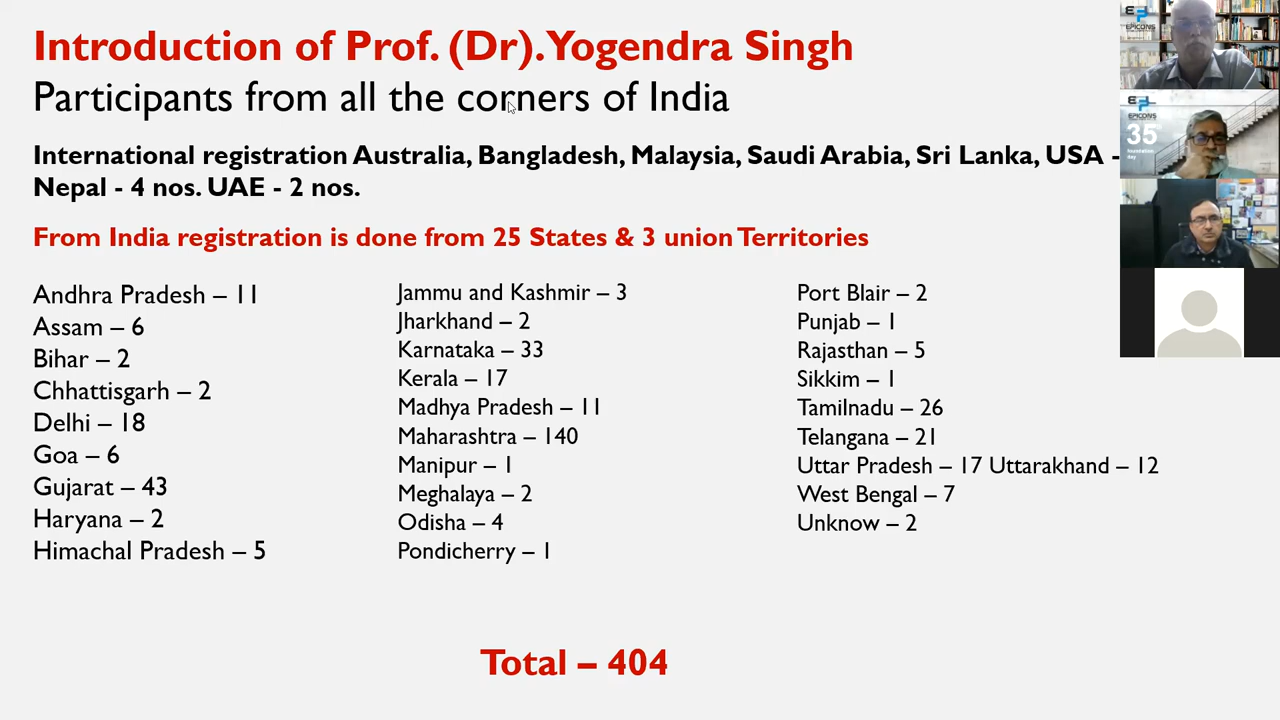 Introduction of Prof. (Dr). Yogendra Singh
Participants from all the corners of India
International registration Australia, Bangladesh, Malaysia, Saudi Arabia, Sri Lanka, USA -
Nepal - 4 nos. UAE - 2 nos.
From India registration is done from 25 States & 3 union Territories
Andhra Pradesh – 11
Assam – 6
Bihar – 2
Chhattisgarh – 2
Delhi – 18
Goa – 6
Gujarat – 43
Haryana – 2
Himachal Pradesh – 5
Jammu and Kashmir – 3
Jharkhand – 2
Karnataka – 33
Kerala – 17
Madhya Pradesh – 11
Maharashtra – 140
Manipur – 1
Meghalaya – 2
Odisha – 4
Pondicherry – 1
Port Blair – 2
Punjab – 1
Rajasthan – 5
Sikkim – 1
Tamilnadu – 26
Telangana – 21
Uttar Pradesh – 17 Uttarakhand – 12
West Bengal – 7
Unknow – 2
Total – 404
EPICONS
EPICONS
35
foundation
day